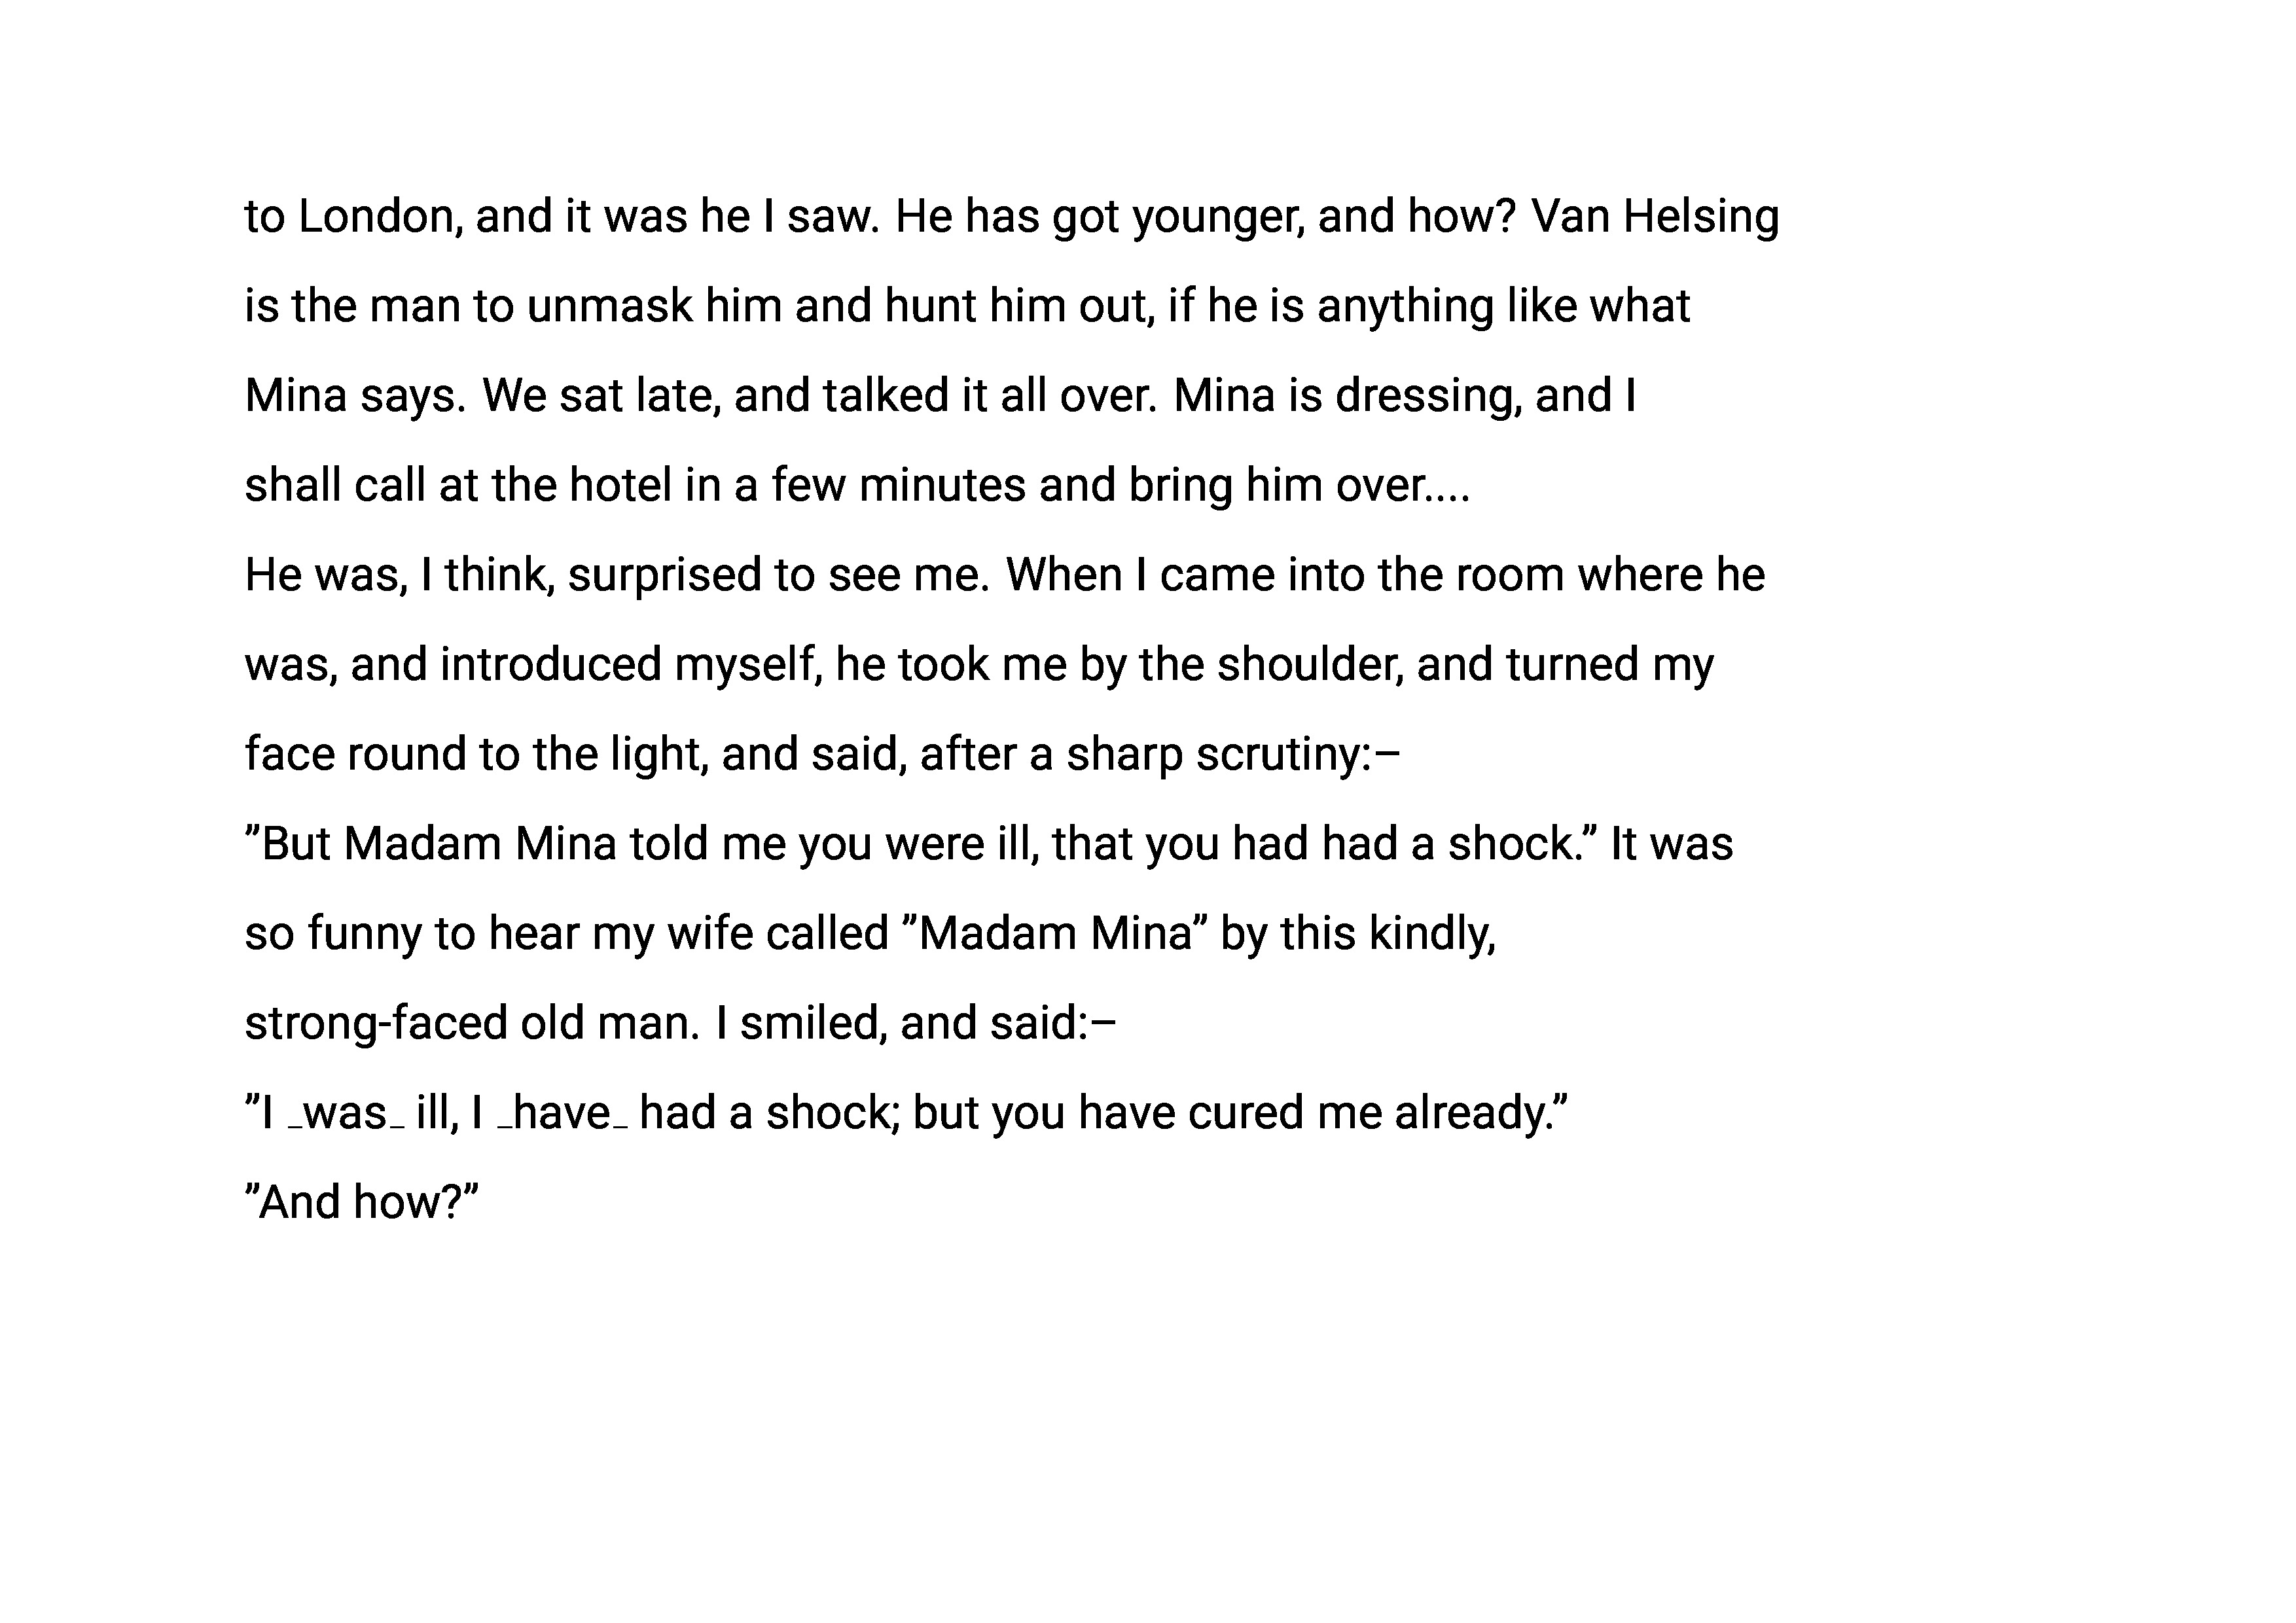 to London, and it was he I saw. He has got younger, and how? Van Helsing
is the man to unmask him and hunt him out, if he is anything like what
Mina says. We sat late, and talked it all over. Mina is dressing, and I
shall call at the hotel in a few minutes and bring him over....
He was, I think, surprised to see me. When I came into the room where he
was, and introduced myself, he took me by the shoulder, and turned my
face round to the light, and said, after a sharp scrutiny:–
”But Madam Mina told me you were ill, that you had had a shock.” It was
so funny to hear my wife called ”Madam Mina” by this kindly,
strong-faced old man. I smiled, and said:–
”I _was_ ill, I _have_ had a shock; but you have cured me already.”
”And how?”